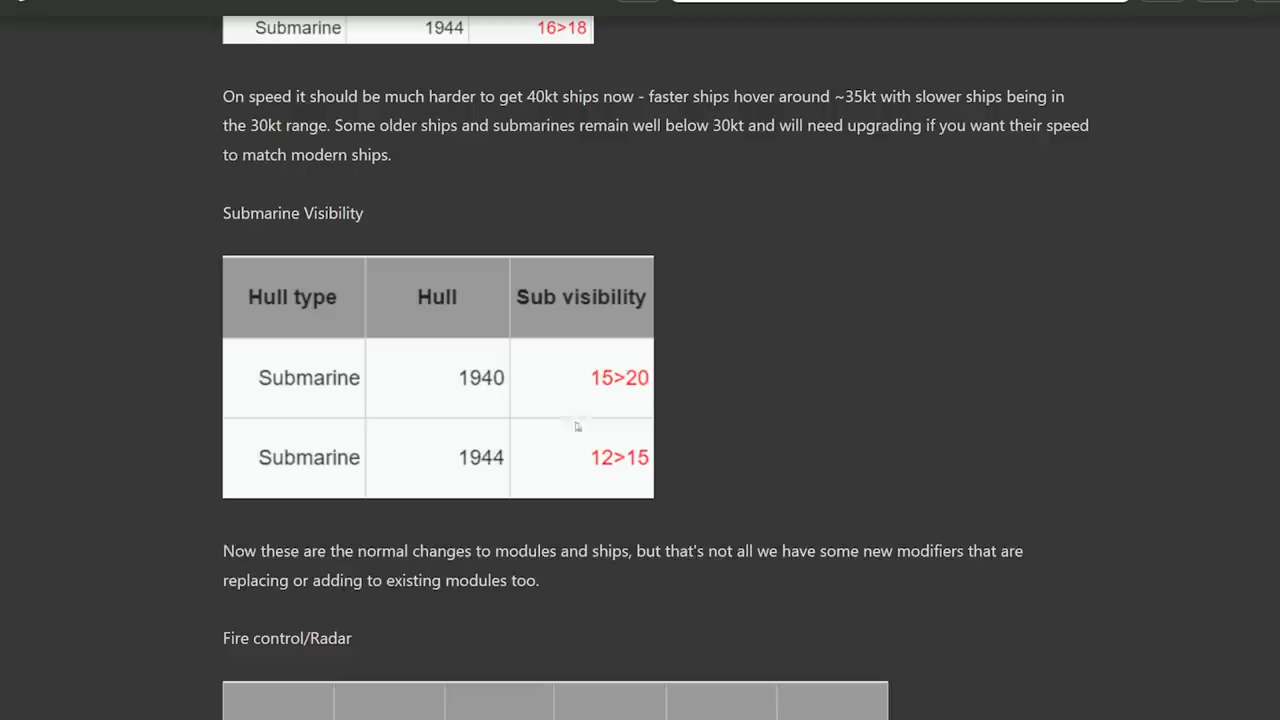 Submarine 1944 16>18
On speed it should be much harder to get 40kt ships now - faster ships hover around ~35kt with slower ships being in
the 30kt range. Some older ships and submarines remain well below 30kt and will need upgrading if you want their speed
to match modern ships.
Submarine Visibility
Hull type Hull Sub visibility
Submarine 1940 15>20
Submarine 1944 12>15
Now these are the normal changes to modules and ships, but that's not all we have some new modifiers that are
replacing or adding to existing modules too.
Fire control/Radar